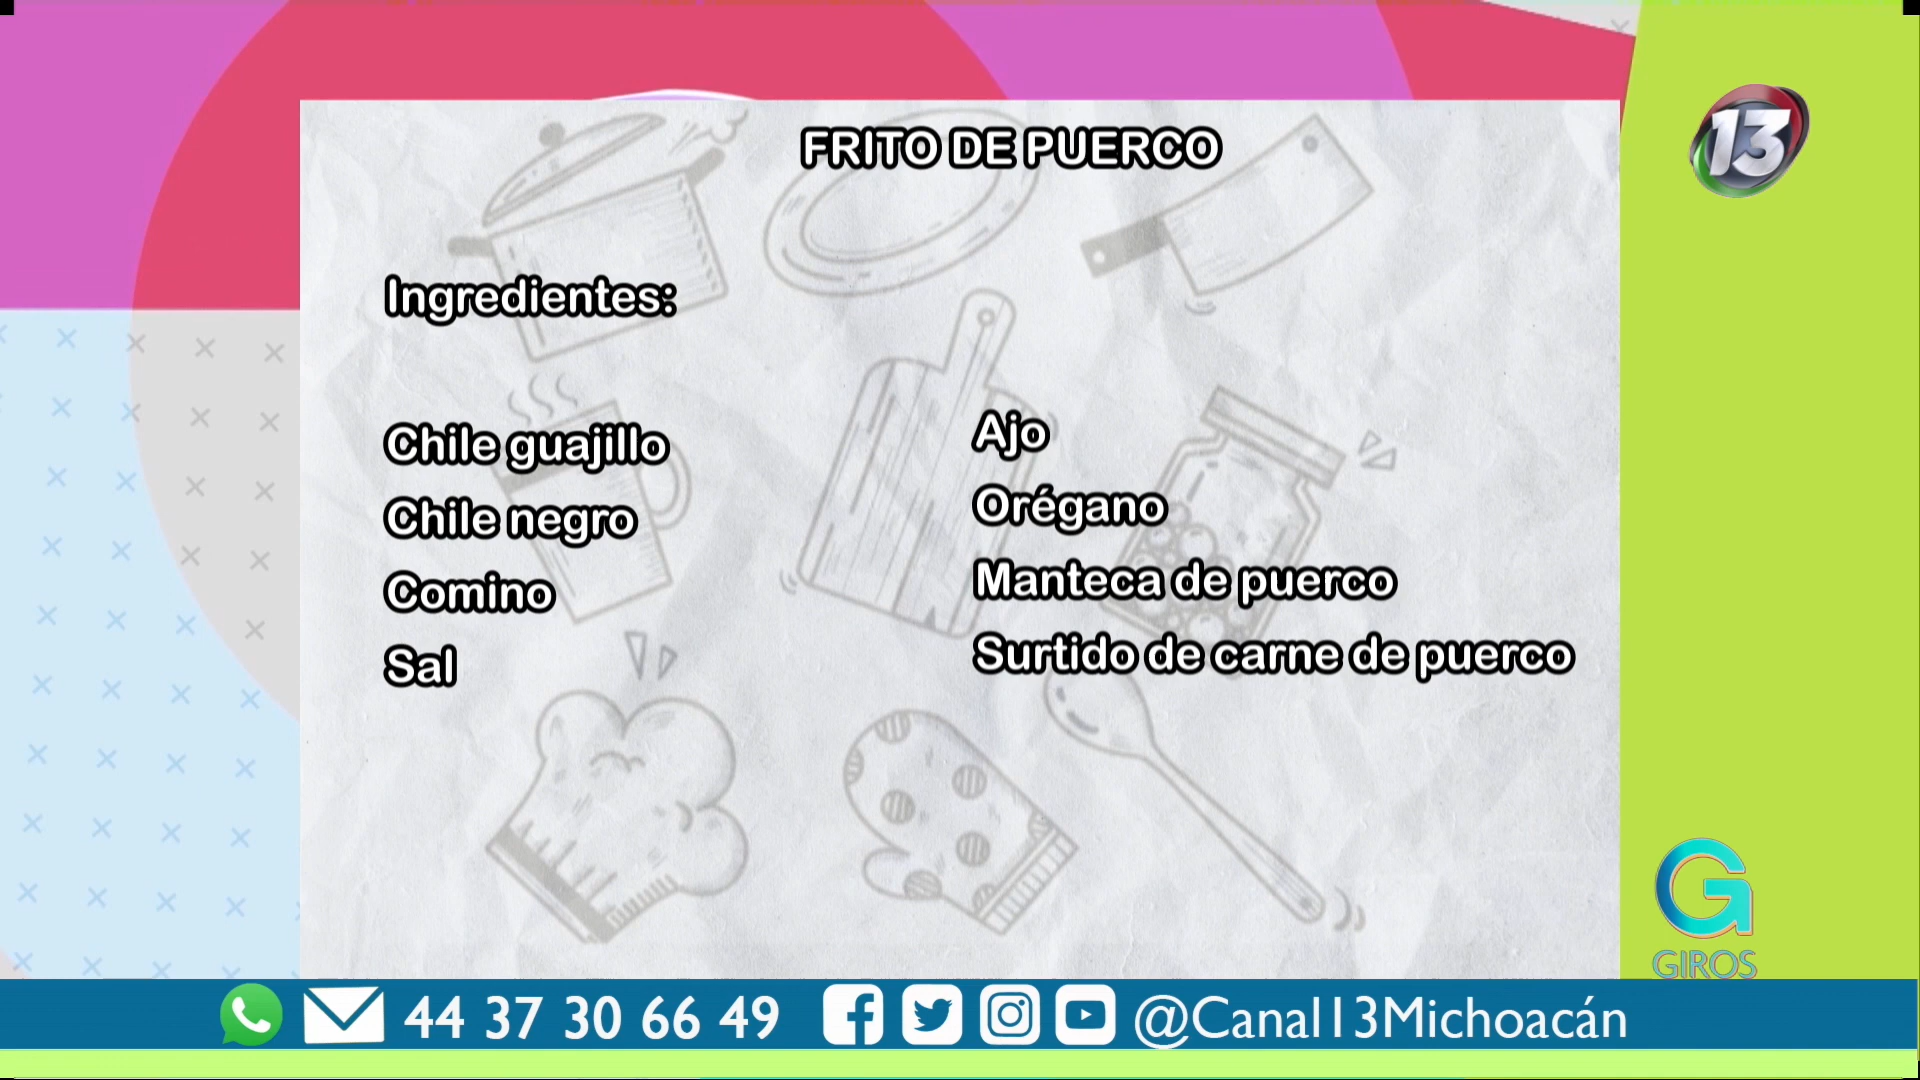 FRITO DE PUERCO
13
Ingredientes:
Chile guajillo
Chile negro
Comino
Sal
Ajo
Orégano
Manteca de puerco
Surtido de carne de puerco
G
GIROS
44 37 30 66 49
@Canal13Michoacán